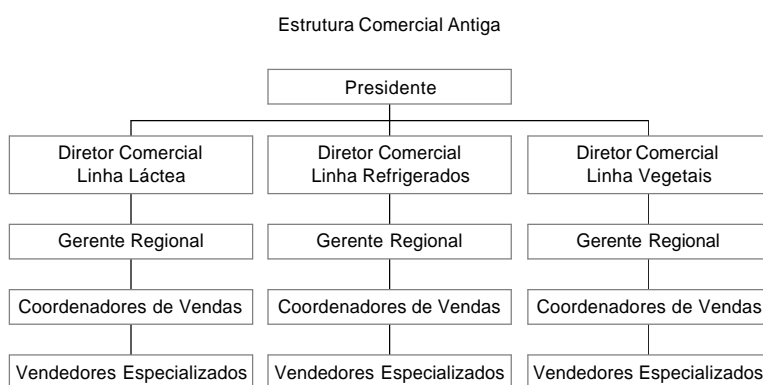 Estrutura Comercial Antiga
Presidente
Diretor Comercial
Linha Láctea
Diretor Comercial
Linha Refrigerados
Diretor Comercial
Linha Vegetais
Gerente Regional
Gerente Regional
Gerente Regional
Coordenadores de Vendas
Coordenadores de Vendas
Coordenadores de Vendas
Vendedores Especializados
Vendedores Especializados
Vendedores Especializados